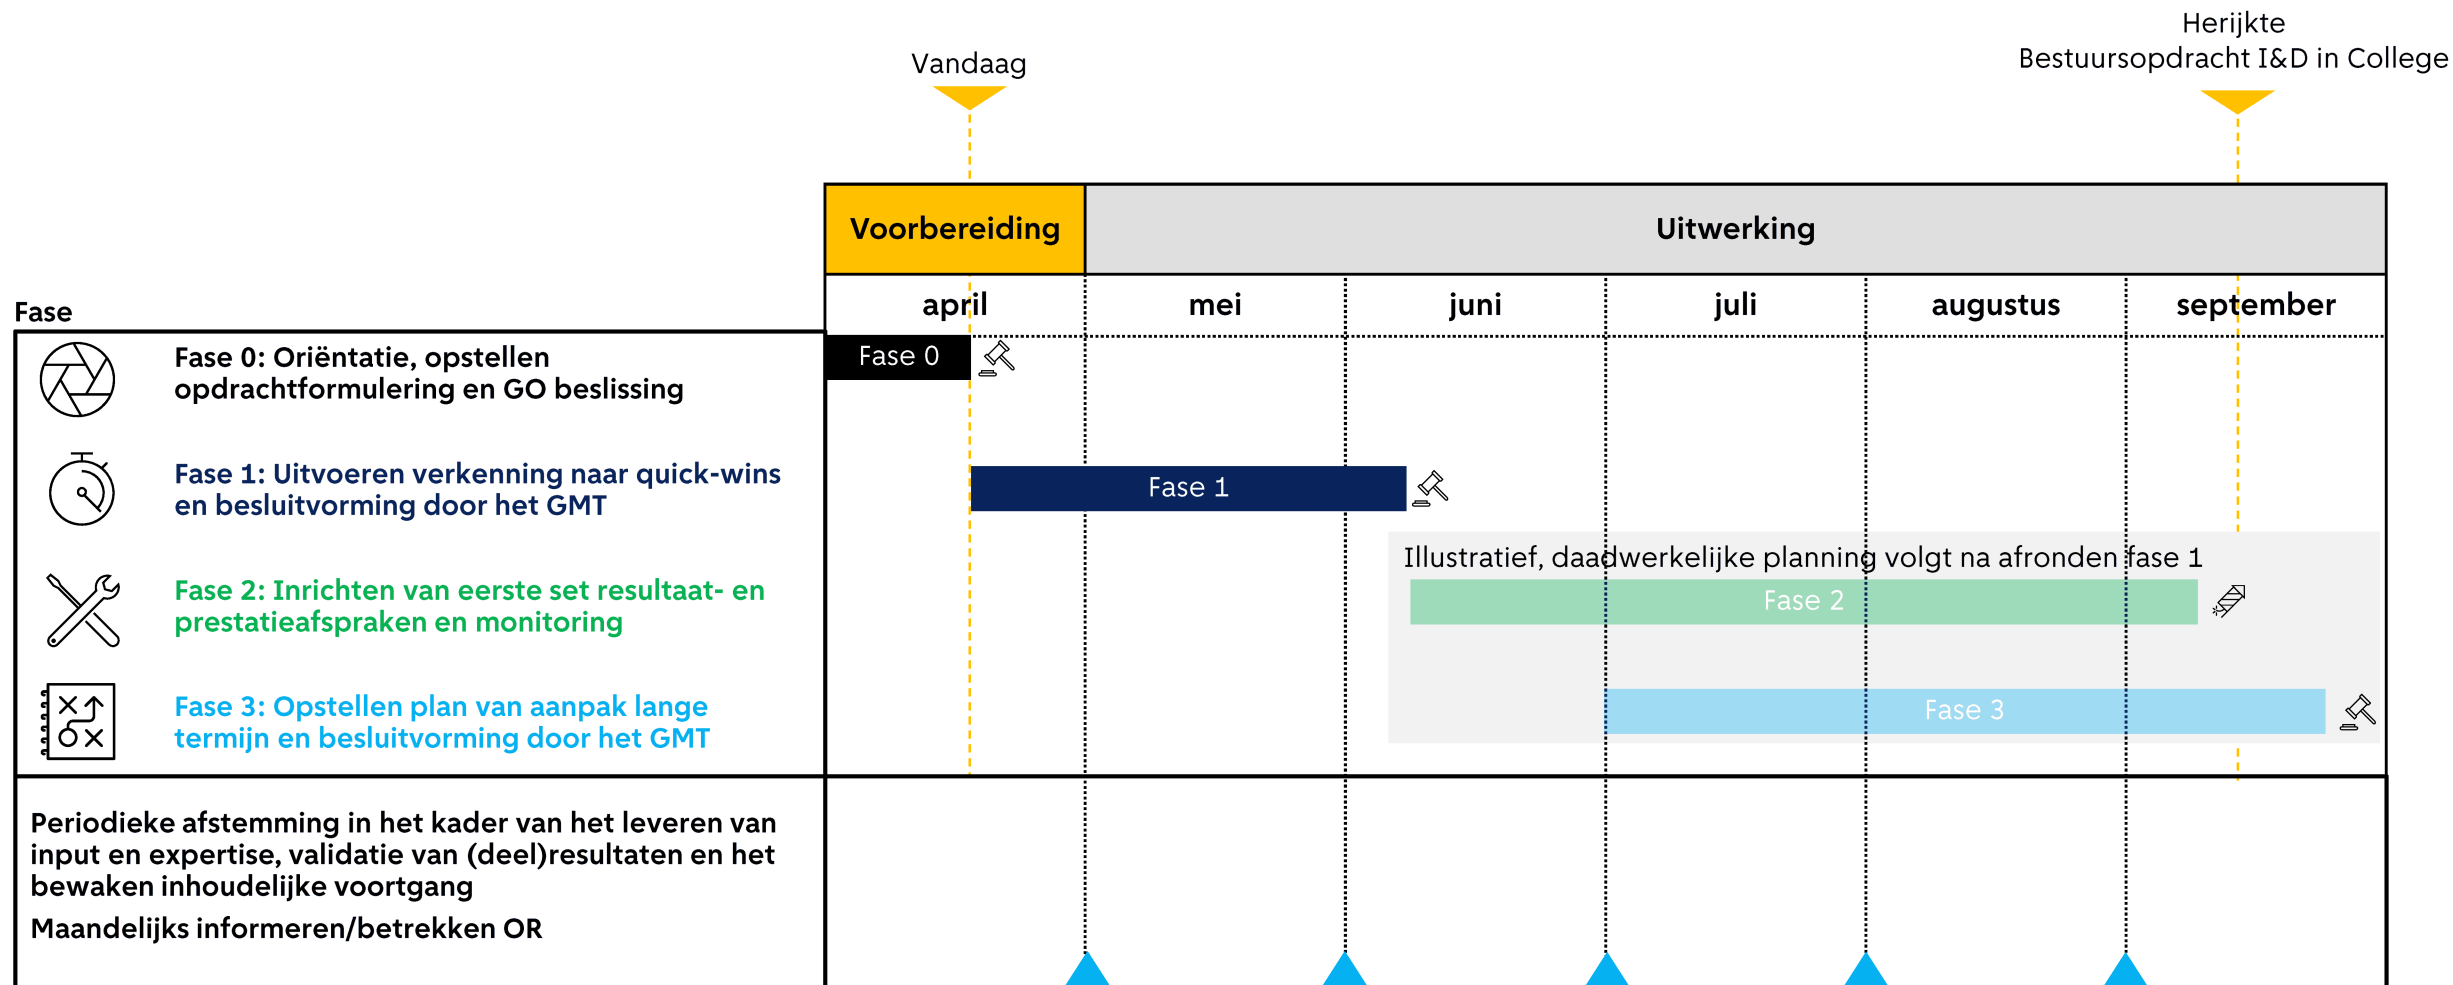 Herijkte
Bestuursopdracht I&D in College
Vandaag
Voorbereiding
Uitwerking
april
mei
juni
juli
augustus
september
Fase
Fase 0: Oriëntatie, opstellen
opdrachtformulering en GO beslissing
Fase 0
Fase 1: Uitvoeren verkenning naar quick-wins
en besluitvorming door het GMT
Fase 1
Illustratief, daadwerkelijke planning volgt na afronden fase 1
Fase 2: Inrichten van eerste set resultaat- en
prestatieafspraken en monitoring
Fase 2
Fase 3: Opstellen plan van aanpak lange
termijn en besluitvorming door het GMT
Fase 3
Periodieke afstemming in het kader van het leveren van
input en expertise, validatie van (deel)resultaten en het
bewaken inhoudelijke voortgang
Maandelijks informeren/betrekken OR